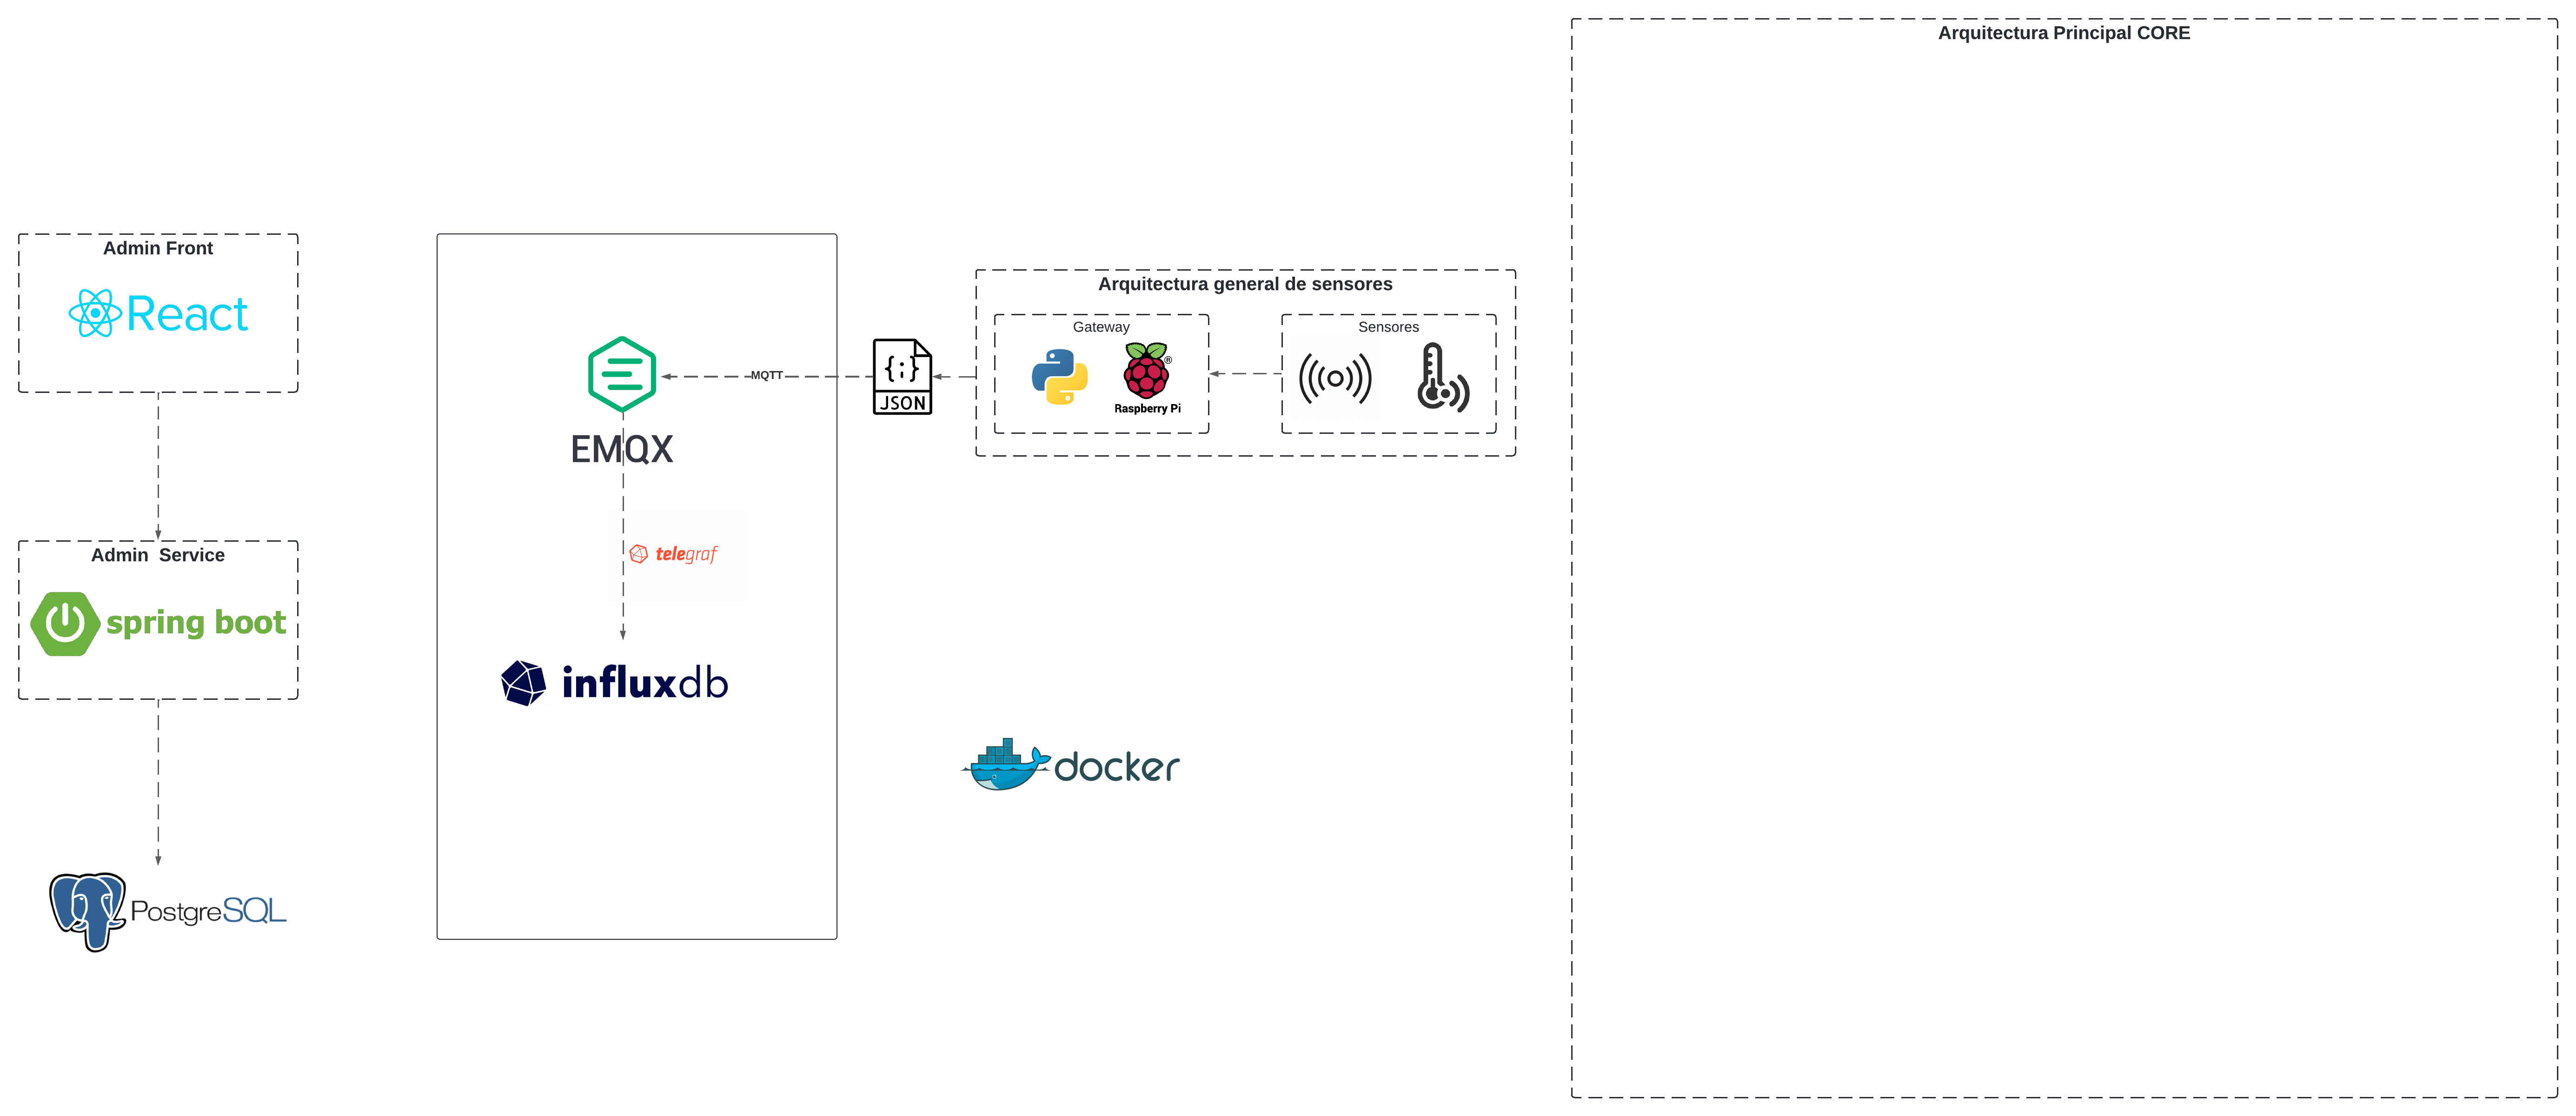 Arquitectura Principal CORE
Admin Front
React
Arquitectura general de sensores
Gateway
Sensores
{;}
JSON
MQTT
®
Raspberry Pi
EMQX
telegraf
Admin  Service
spring boot
influxdb
docker
PostgreSQL